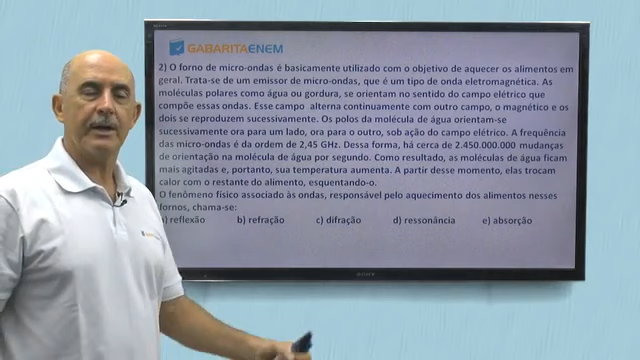 GABARITAENEM
2) O forno de micro-ondas é basicamente utilizado com o objetivo de aquecer os alimentos em
geral. Trata-se de um emissor de micro-ondas, que é um tipo de onda eletromagnética. As
moléculas polares como água ou gordura, se orientam no sentido do campo elétrico que
compõe essas ondas. Esse campo alterna continuamente com outro campo, o magnético e os
dois se reproduzem sucessivamente. Os polos da molécula de água orientam-se
sucessivamente ora para um lado, ora para o outro, sob ação do campo elétrico. A frequência
das micro-ondas é da ordem de 2,45 GHz. Dessa forma, há cerca de 2.450.000.000 mudanças
de orientação na molécula de água por segundo. Como resultado, as moléculas de água ficam
mais agitadas e, portanto, sua temperatura aumenta. A partir desse momento, elas trocam
calor com o restante do alimento, esquentando-o.
O fenômeno físico associado às ondas, responsável pelo aquecimento dos alimentos nesses
fornos, chama-se:
a) reflexão b) refração c) difração d) ressonância e) absorção